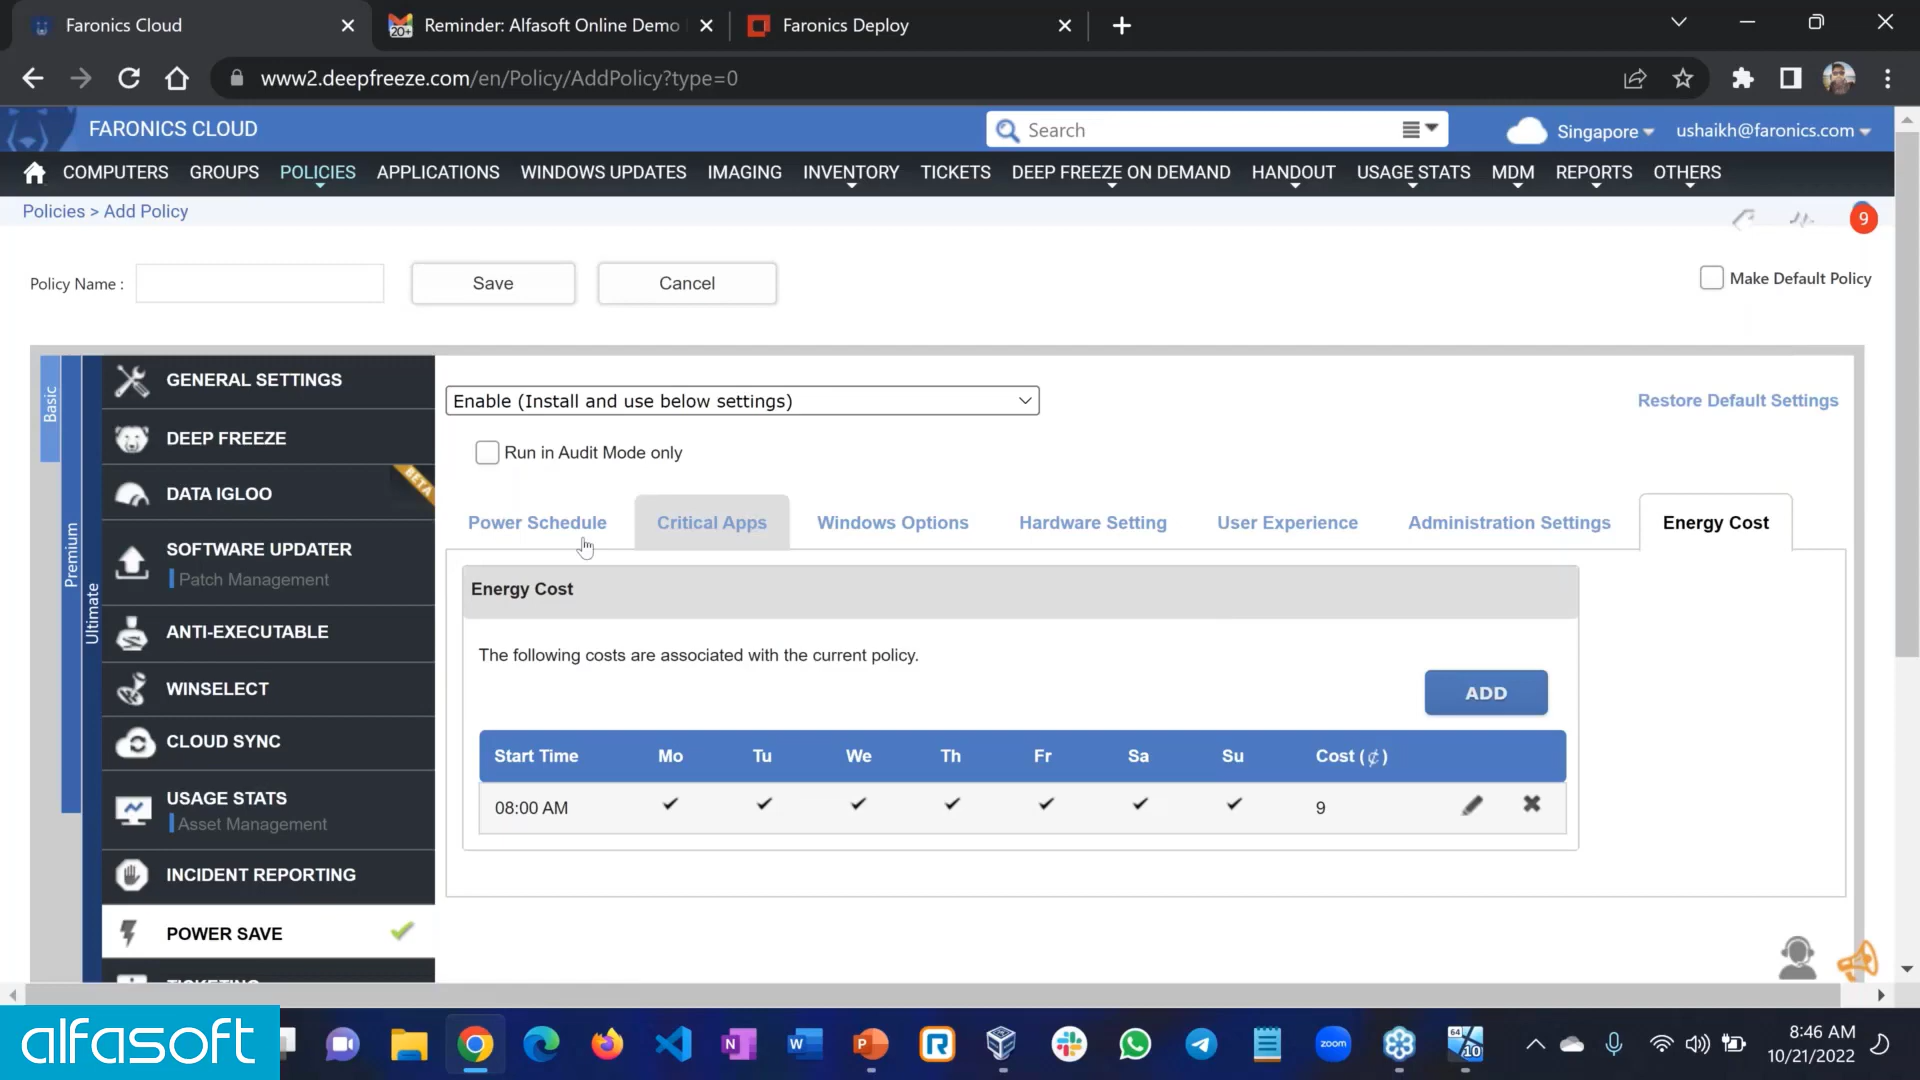 Faronics Cloud
Reminder: Alfasoft Online Demo
Faronics Deploy
20+
www2.deepfreeze.com/en/Policy/AddPolicy?type=0
FARONICS CLOUD
Search
Singapore
ushaikh@faronics.com
COMPUTERS GROUPS POLICIES APPLICATIONS WINDOWS UPDATES IMAGING INVENTORY TICKETS DEEP FREEZE ON DEMAND HANDOUT USAGE STATS MDM REPORTS OTHERS
Policies > Add Policy
9
Policy Name :
Save
Cancel
Make Default Policy
Basic
Premium
Ultimate
GENERAL SETTINGS
DEEP FREEZE
DATA IGLOO
BETA
SOFTWARE UPDATER
Patch Management
ANTI-EXECUTABLE
WINSELECT
CLOUD SYNC
USAGE STATS
Asset Management
INCIDENT REPORTING
POWER SAVE
TICKETING
Enable (Install and use below settings)
Restore Default Settings
Run in Audit Mode only
Power Schedule Critical Apps Windows Options Hardware Setting User Experience Administration Settings Energy Cost
Energy Cost
The following costs are associated with the current policy.
ADD
Start Time Mo Tu We Th Fr Sa Su Cost (¢)
08:00 AM ✓ ✓ ✓ ✓ ✓ ✓ ✓ 9
alfasoft
zoom
64
10
8:46 AM
10/21/2022